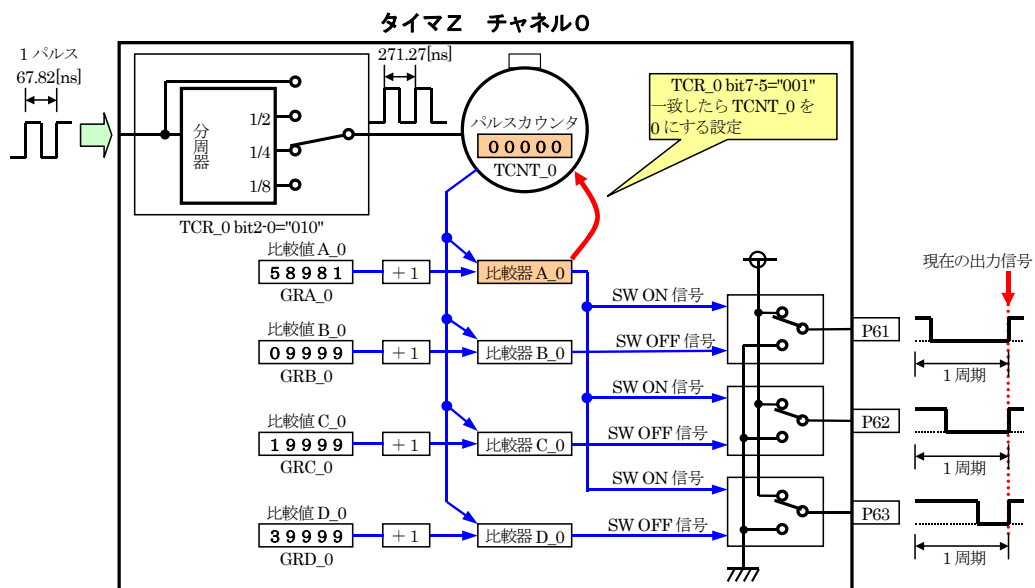 タイマZ チャネル0
1パルス
67.82[ns]
271.27[ns]
分周器
1/2
1/4
1/8
TCR_0 bit2-0="010"
パルスカウンタ
00000
TCNT_0
TCR_0 bit7-5="001"
一致したら TCNT_0 を
0 にする設定
比較値 A_0
58981
GRA_0
+1
比較器 A_0
比較値 B_0
09999
GRB_0
+1
比較器 B_0
比較値 C_0
19999
GRC_0
+1
比較器 C_0
比較値 D_0
39999
GRD_0
+1
比較器 D_0
SW ON 信号
SW OFF 信号
SW ON 信号
SW OFF 信号
SW ON 信号
SW OFF 信号
P61
P62
P63
現在の出力信号
1 周期
1 周期
1 周期